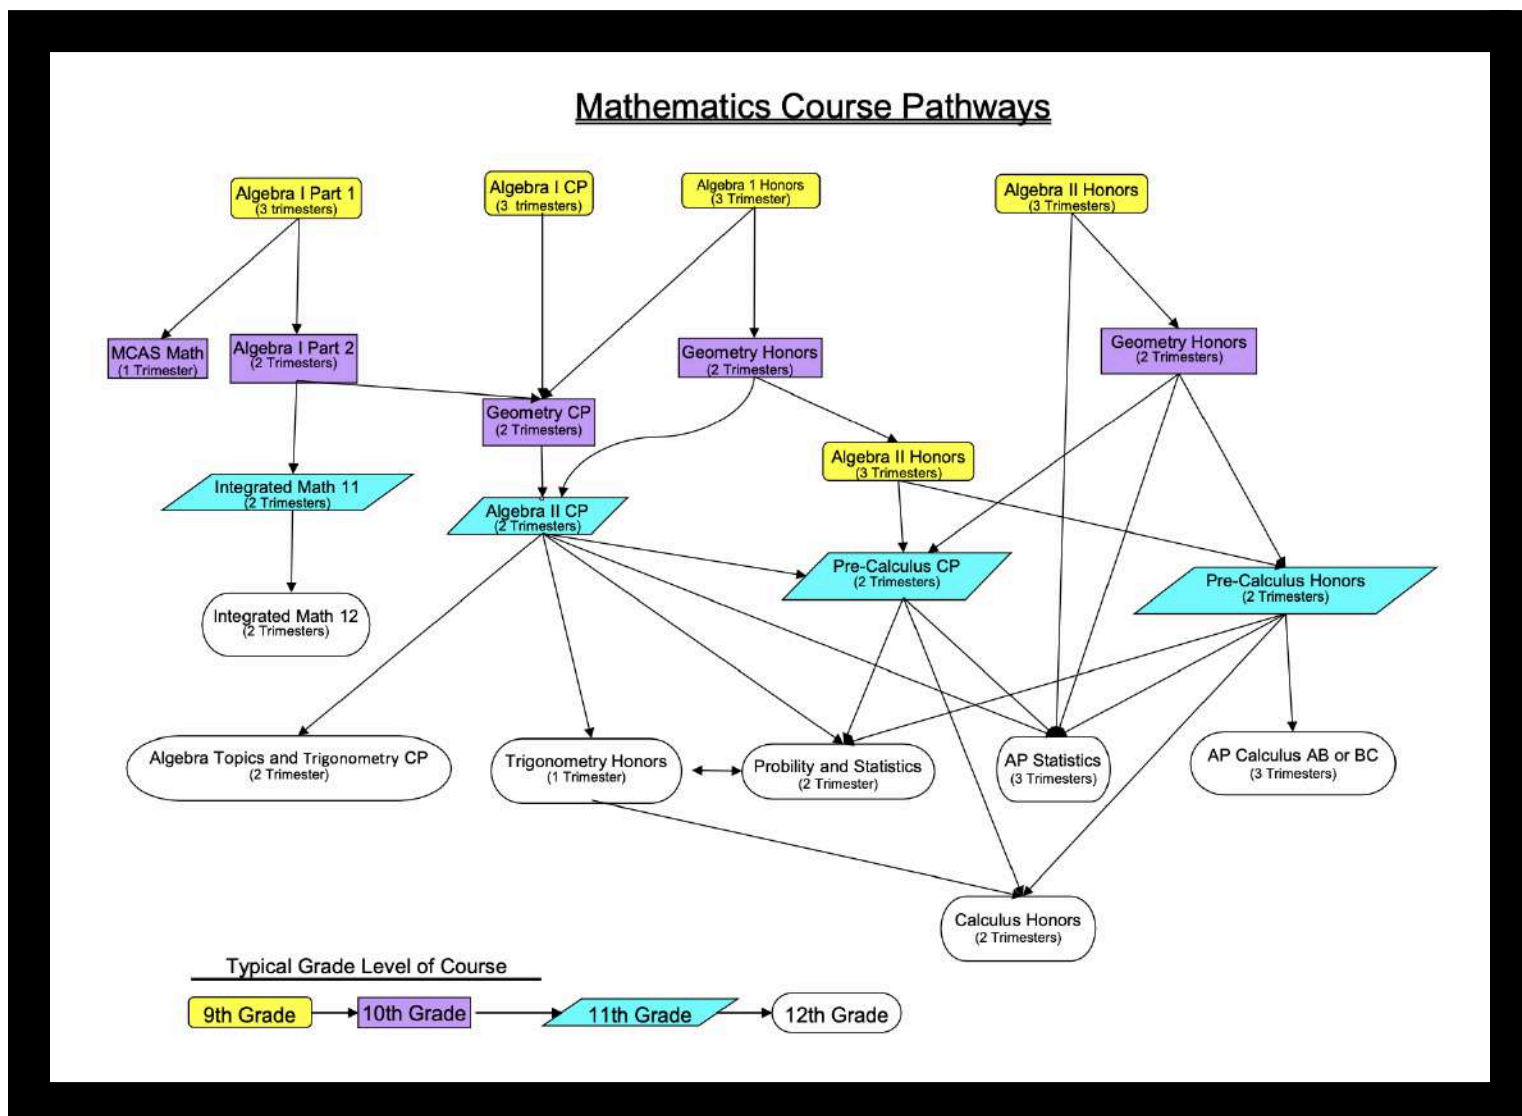 Mathematics Course Pathways
Algebra I Part 1
(3 trimesters)
Algebra I CP
(3 trimesters)
Algebra 1 Honors
(3 Trimester)
Algebra II Honors
(3 Trimesters)
MCAS Math
(1 Trimester)
Algebra I Part 2
(2 Trimesters)
Geometry Honors
(2 Trimesters)
Geometry Honors
(2 Trimesters)
Geometry CP
(2 Trimesters)
Algebra II Honors
(3 Trimesters)
Integrated Math 11
(2 Trimesters)
Algebra II CP
(2 Trimesters)
Pre-Calculus CP
(2 Trimesters)
Pre-Calculus Honors
(2 Trimesters)
Integrated Math 12
(2 Trimesters)
Algebra Topics and Trigonometry CP
(2 Trimester)
Trigonometry Honors
(1 Trimester)
Probility and Statistics
(2 Trimester)
AP Statistics
(3 Trimesters)
AP Calculus AB or BC
(3 Trimesters)
Calculus Honors
(2 Trimesters)
Typical Grade Level of Course
9th Grade
10th Grade
11th Grade
12th Grade